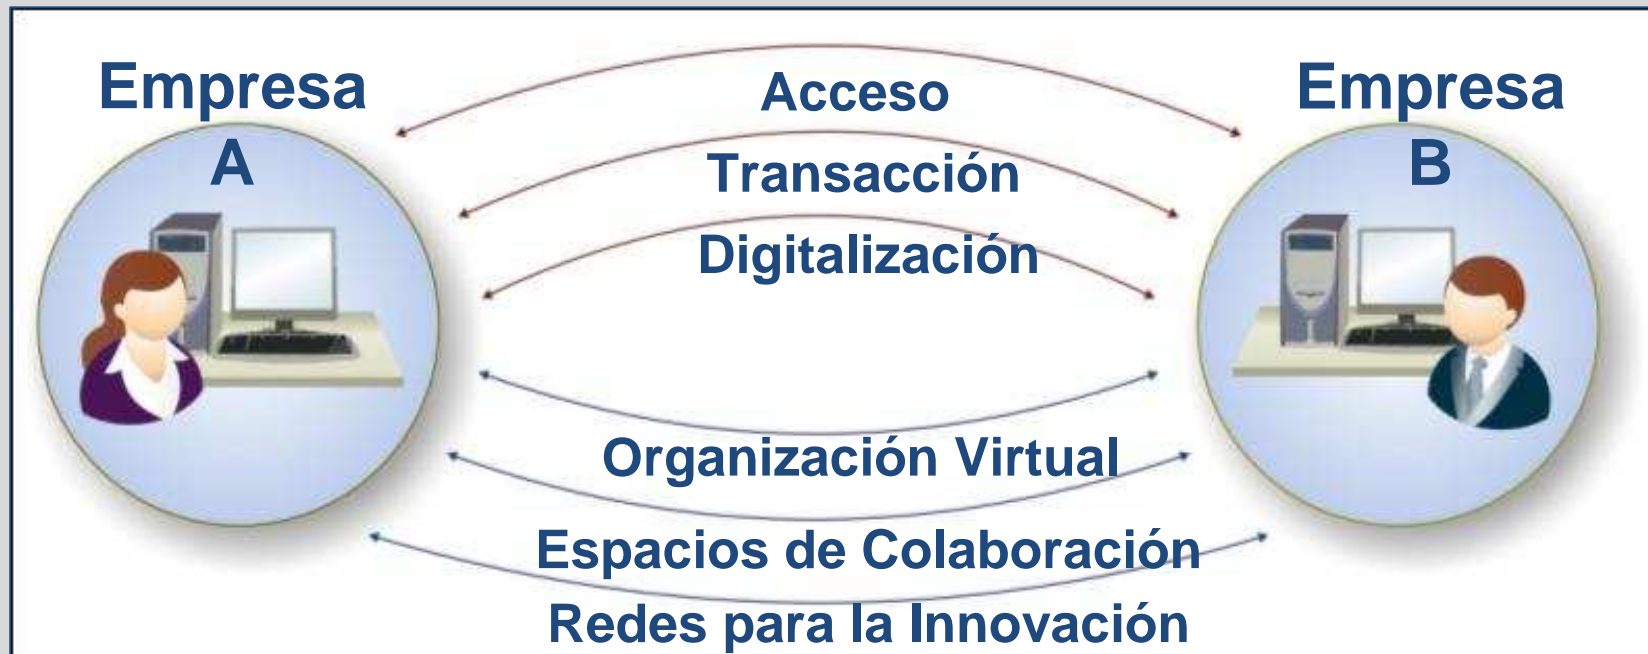 Empresa
A
Empresa
B
Acceso
Transacción
Digitalización
Organización Virtual
Espacios de Colaboración
Redes para la Innovación